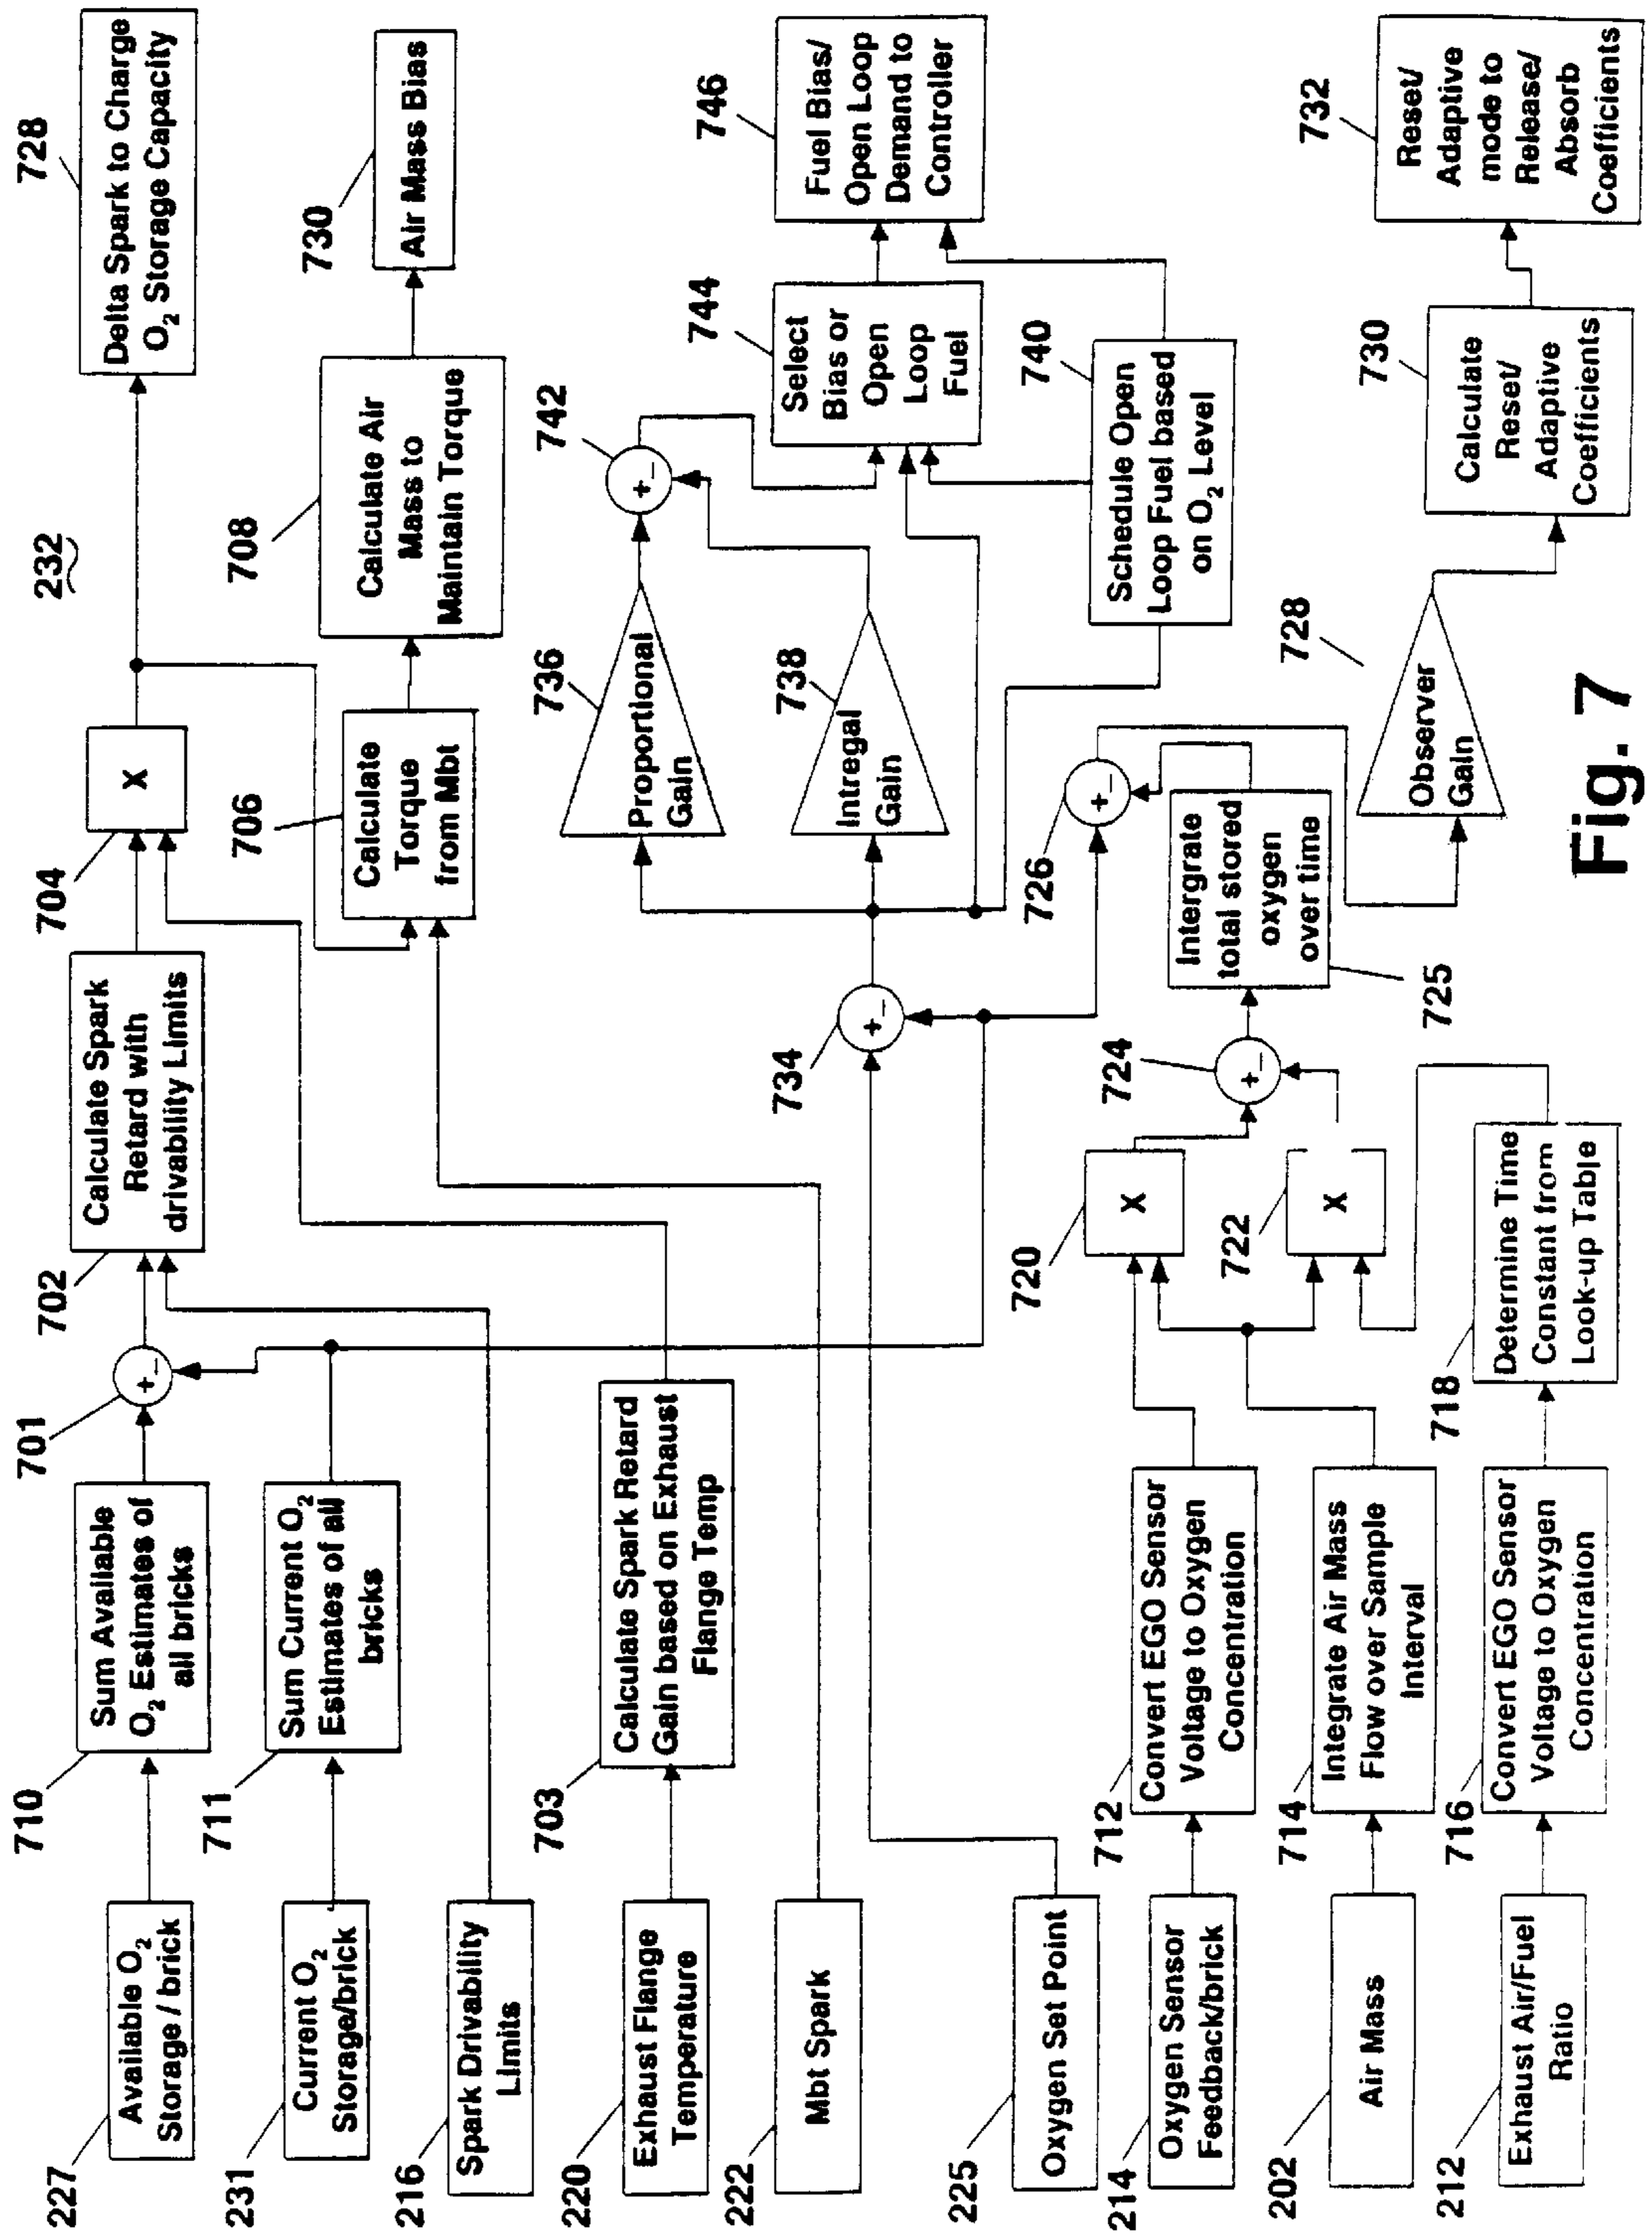 232
728
Delta Spark to Charge
O₂ Storage Capacity
730
Air Mass Bias
708
Calculate Air
Mass to
Maintain Torque
706
Calculate
Torque
from Mbt
704
X
702
Calculate Spark
Retard with
drivability Limits
701
+
-
710
Sum Available
O₂ Estimates of
all bricks
227
Available O₂
Storage / brick
711
Sum Current O₂
Estimates of all
bricks
231
Current O₂
Storage/brick
216
Spark Drivability
Limits
703
Calculate Spark Retard
Gain based on Exhaust
Flange Temp
220
Exhaust Flange
Temperature
222
Mbt Spark
225
Oxygen Set Point
734
+
-
736
Proportional
Gain
738
Intregal
Gain
742
+
-
744
Select
Bias or
Open
Loop
Fuel
746
Fuel Bias/
Open Loop
Demand to
Controller
740
Schedule Open
Loop Fuel based
on O₂ Level
214
Oxygen Sensor
Feedback/brick
712
Convert EGO Sensor
Voltage to Oxygen
Concentration
720
X
202
Air Mass
714
Integrate Air Mass
Flow over Sample
Interval
722
X
724
+
-
725
Intergrate
total stored
oxygen
over time
726
+
-
212
Exhaust Air/Fuel
Ratio
716
Convert EGO Sensor
Voltage to Oxygen
Concentration
718
Determine Time
Constant from
Look-up Table
728
Observer
Gain
730
Calculate
Reset/
Adaptive
Coefficients
732
Reset/
Adaptive
mode to
Release/
Absorb
Coefficients
Fig. 7